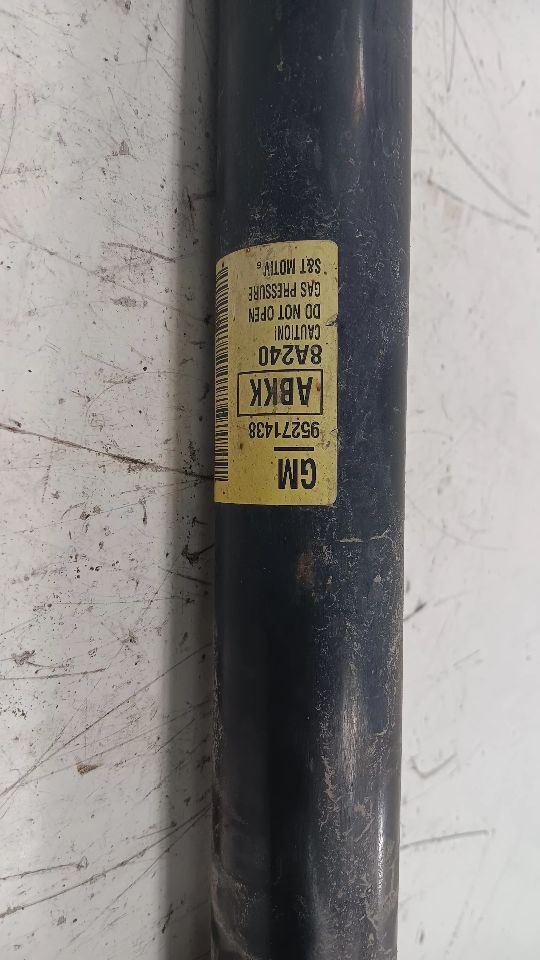 GM
95271438
ABKK
8A240
CAUTION!
DO NOT OPEN
GAS PRESSURE
S&T MOTIV